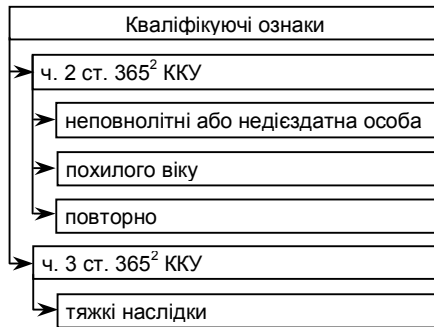 Кваліфікуючі ознаки
ч. 2 ст. 365² ККУ
неповнолітні або недієздатна особа
похилого віку
повторно
ч. 3 ст. 365² ККУ
тяжкі наслідки